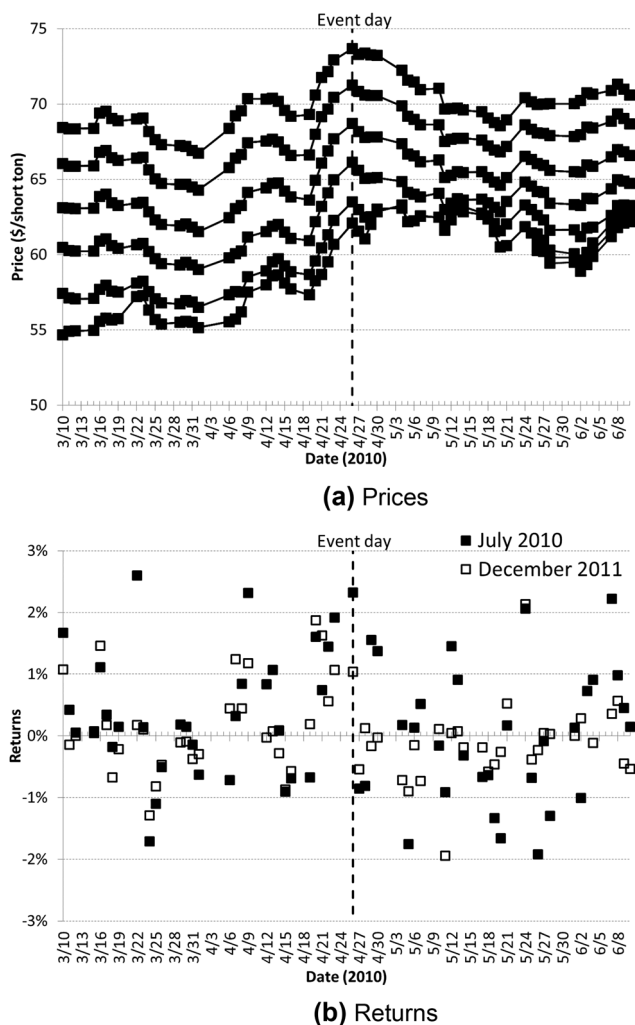 Event day
75
70
65
60
55
50
Price ($/short ton)
3/10 3/13 3/16 3/19 3/22 3/25 3/28 3/31 4/3 4/6 4/9 4/12 4/15 4/18 4/21 4/24 4/27 4/30 5/3 5/6 5/9 5/12 5/15 5/18 5/21 5/24 5/27 5/30 6/2 6/5 6/8
Date (2010)
(a) Prices
Event day
July 2010
December 2011
3%
2%
1%
0%
-1%
-2%
-3%
Returns
3/10 3/13 3/16 3/19 3/22 3/25 3/28 3/31 4/3 4/6 4/9 4/12 4/15 4/18 4/21 4/24 4/27 4/30 5/3 5/6 5/9 5/12 5/15 5/18 5/21 5/24 5/27 5/30 6/2 6/5 6/8
Date (2010)
(b) Returns